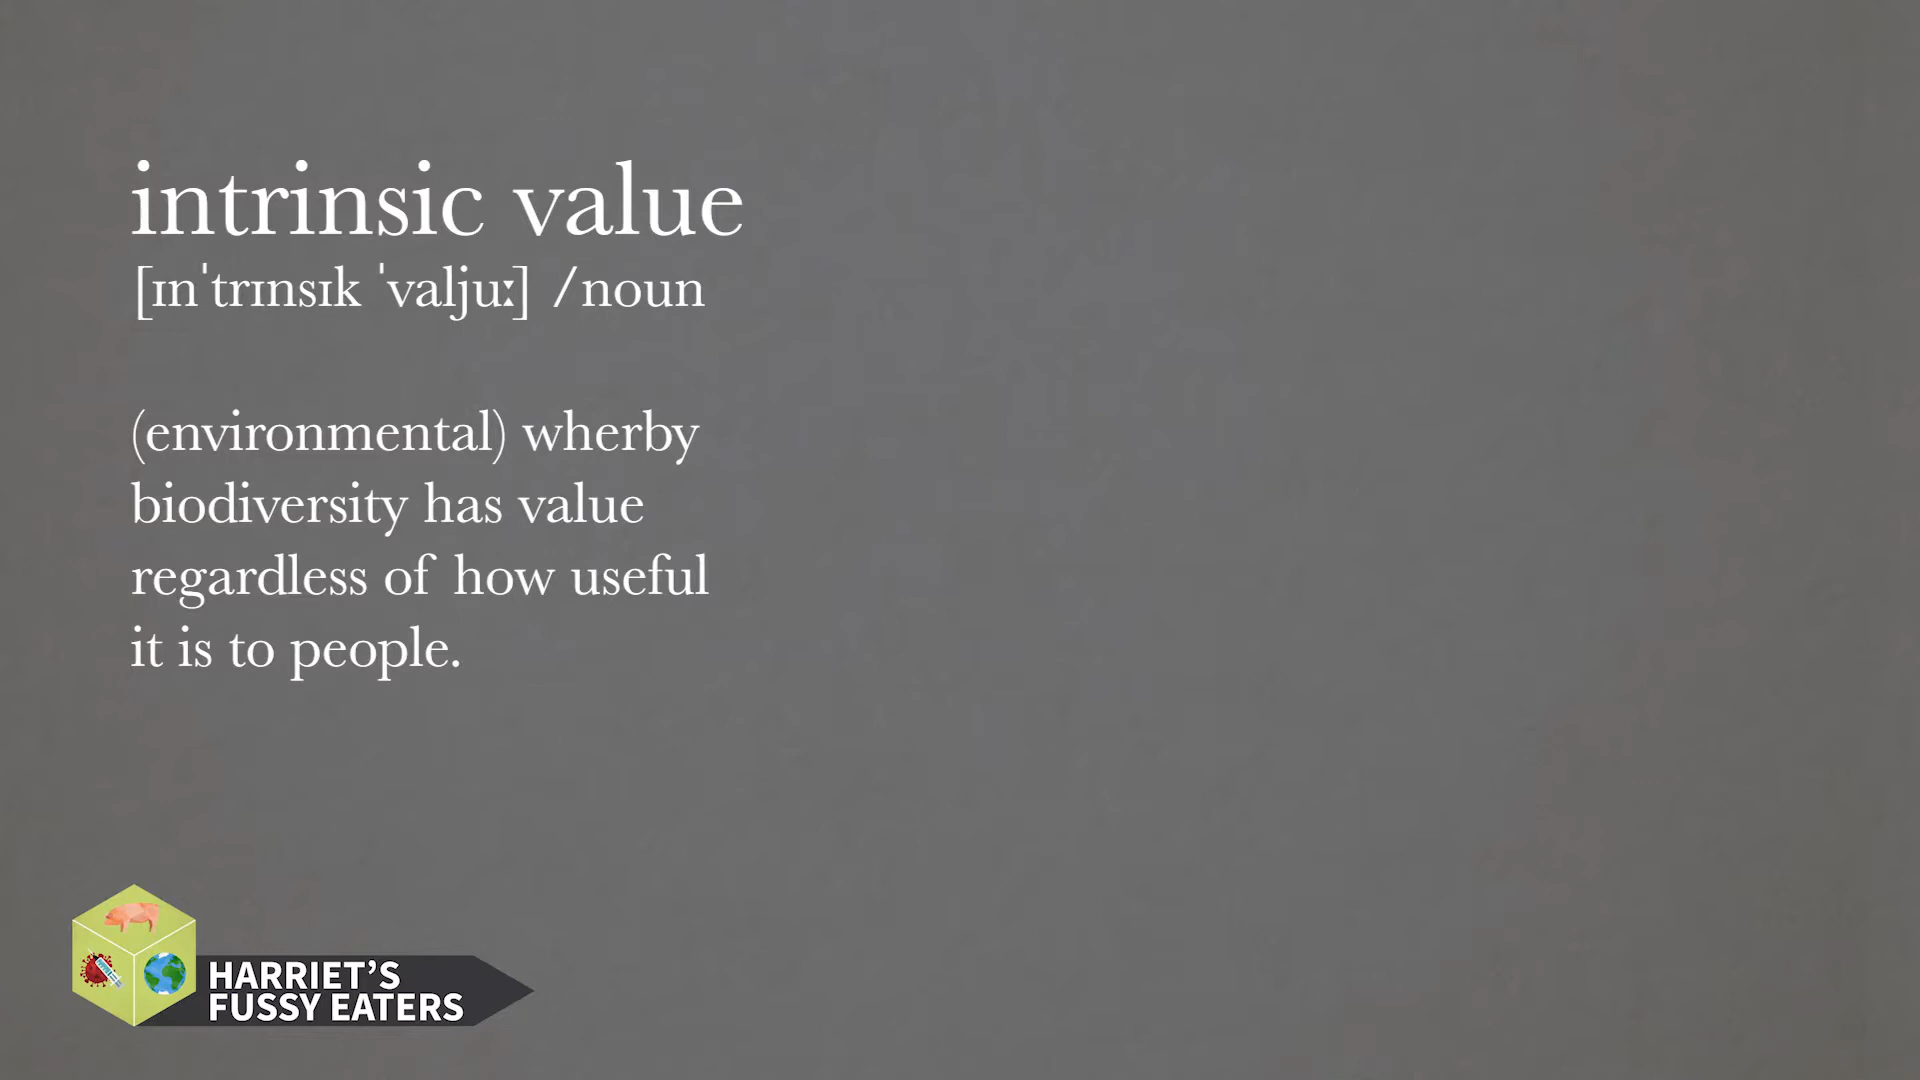 intrinsic value
[ɪnˈtrɪnsɪk ˈvaljuː] /noun
(environmental) wherby
biodiversity has value
regardless of how useful
it is to people.
HARRIET’S
FUSSY EATERS